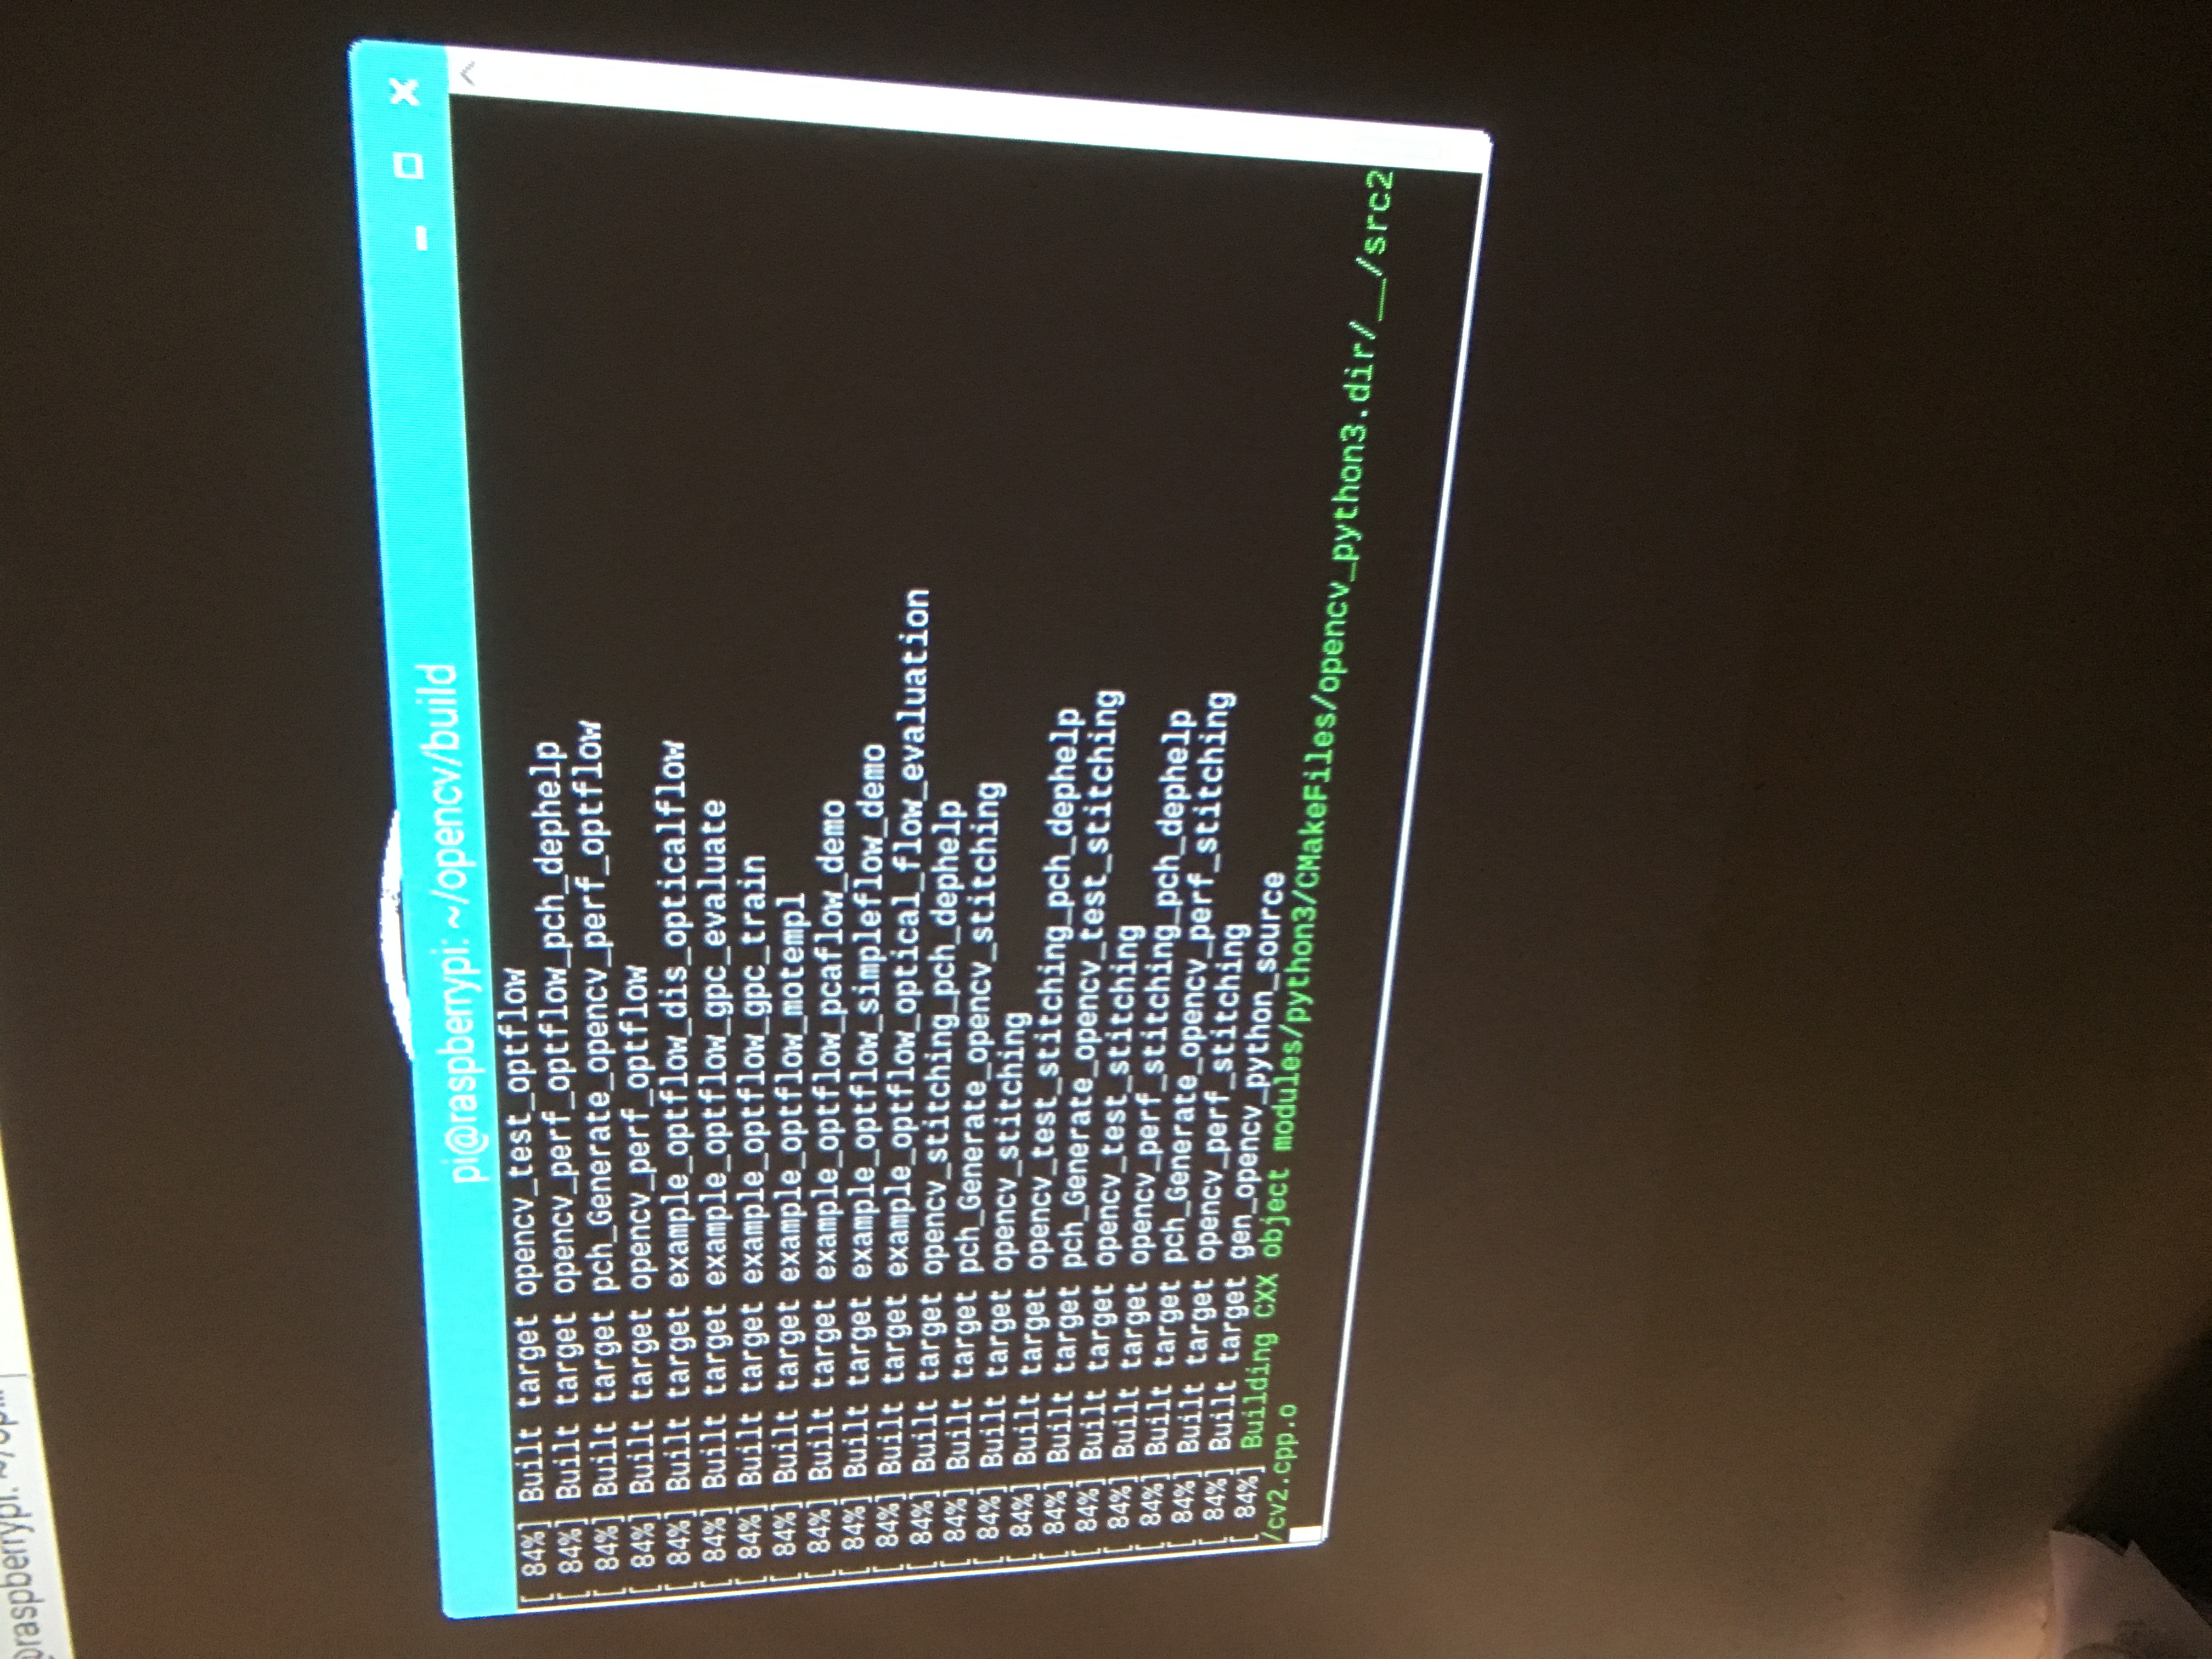 @raspberrypi: ~/op...
pi@raspberrypi: ~/opencv/build
[ 84%] Built target opencv_test_optflow
[ 84%] Built target opencv_perf_optflow_pch_dephelp
[ 84%] Built target pch_Generate_opencv_perf_optflow
[ 84%] Built target opencv_perf_optflow
[ 84%] Built target example_optflow_dis_opticalflow
[ 84%] Built target example_optflow_gpc_evaluate
[ 84%] Built target example_optflow_gpc_train
[ 84%] Built target example_optflow_motempl
[ 84%] Built target example_optflow_pcaflow_demo
[ 84%] Built target example_optflow_simpleflow_demo
[ 84%] Built target example_optflow_optical_flow_evaluation
[ 84%] Built target opencv_stitching_pch_dephelp
[ 84%] Built target pch_Generate_opencv_stitching
[ 84%] Built target opencv_stitching
[ 84%] Built target opencv_test_stitching_pch_dephelp
[ 84%] Built target pch_Generate_opencv_test_stitching
[ 84%] Built target opencv_test_stitching
[ 84%] Built target opencv_perf_stitching_pch_dephelp
[ 84%] Built target pch_Generate_opencv_perf_stitching
[ 84%] Built target opencv_perf_stitching
[ 84%] Built target gen_opencv_python_source
[ 84%] Building CXX object modules/python3/CMakeFiles/opencv_python3.dir/__/src2
/cv2.cpp.o